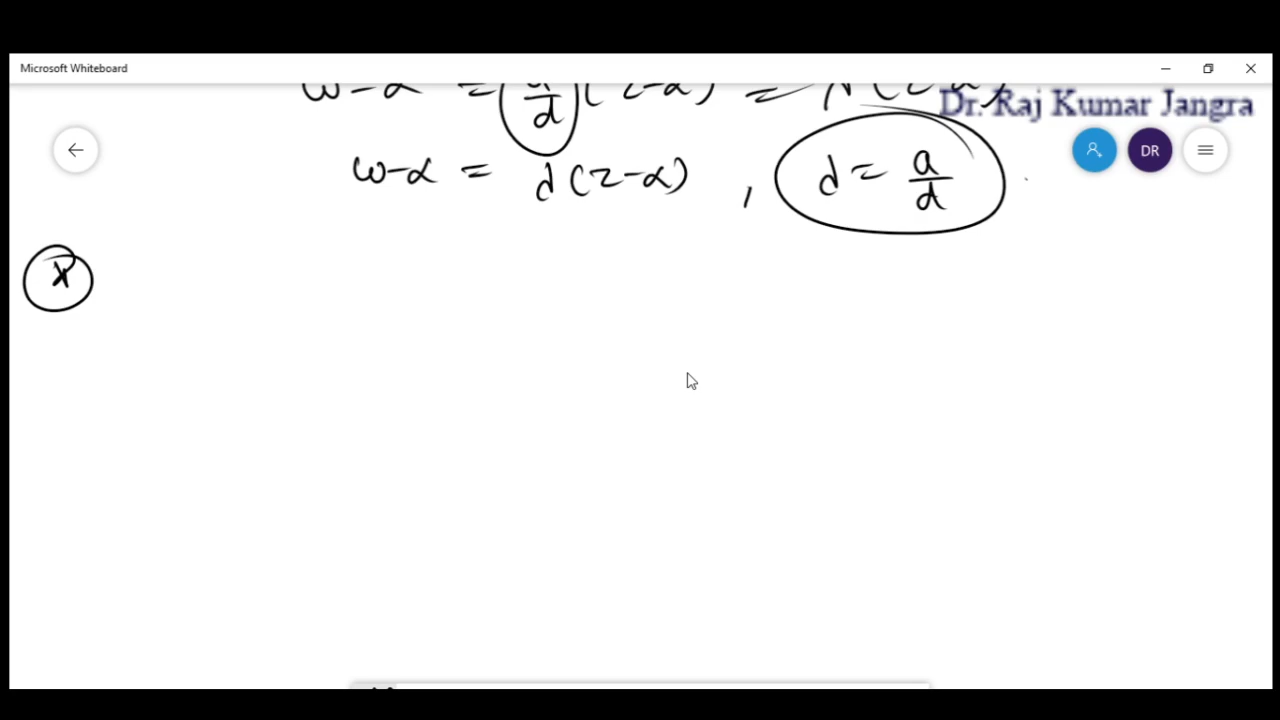 Microsoft Whiteboard
ω-α = (a/d) (z-α) = λ(z-α)
Dr. Raj Kumar Jangra
ω-α = d(z-α) , d = a/d
DR
*